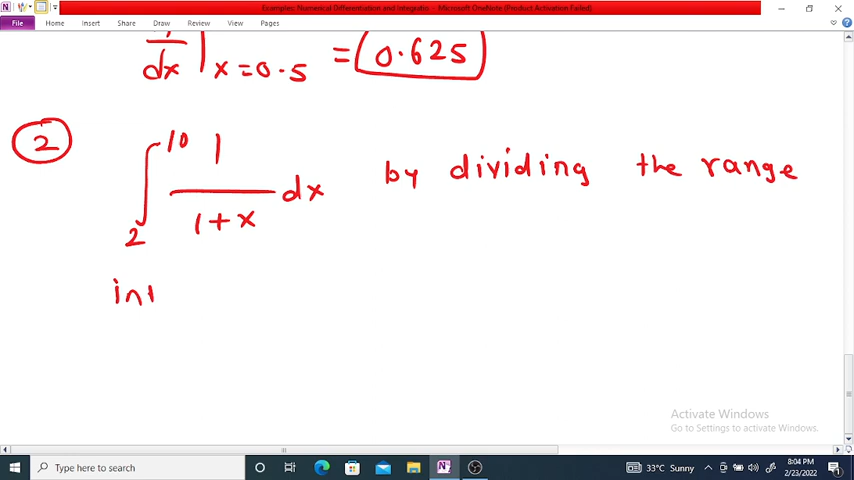 Examples: Numerical Differentiation and Integratio - Microsoft OneNote (Product Activation Failed)
File Home Insert Share Draw Review View Pages
dx | x=0.5 = 0.625
2 ∫ 2 10 1 / 1+x dx by dividing the range
int
Activate Windows
Go to Settings to activate Windows.
Type here to search
33°C Sunny 8:04 PM
2/23/2022